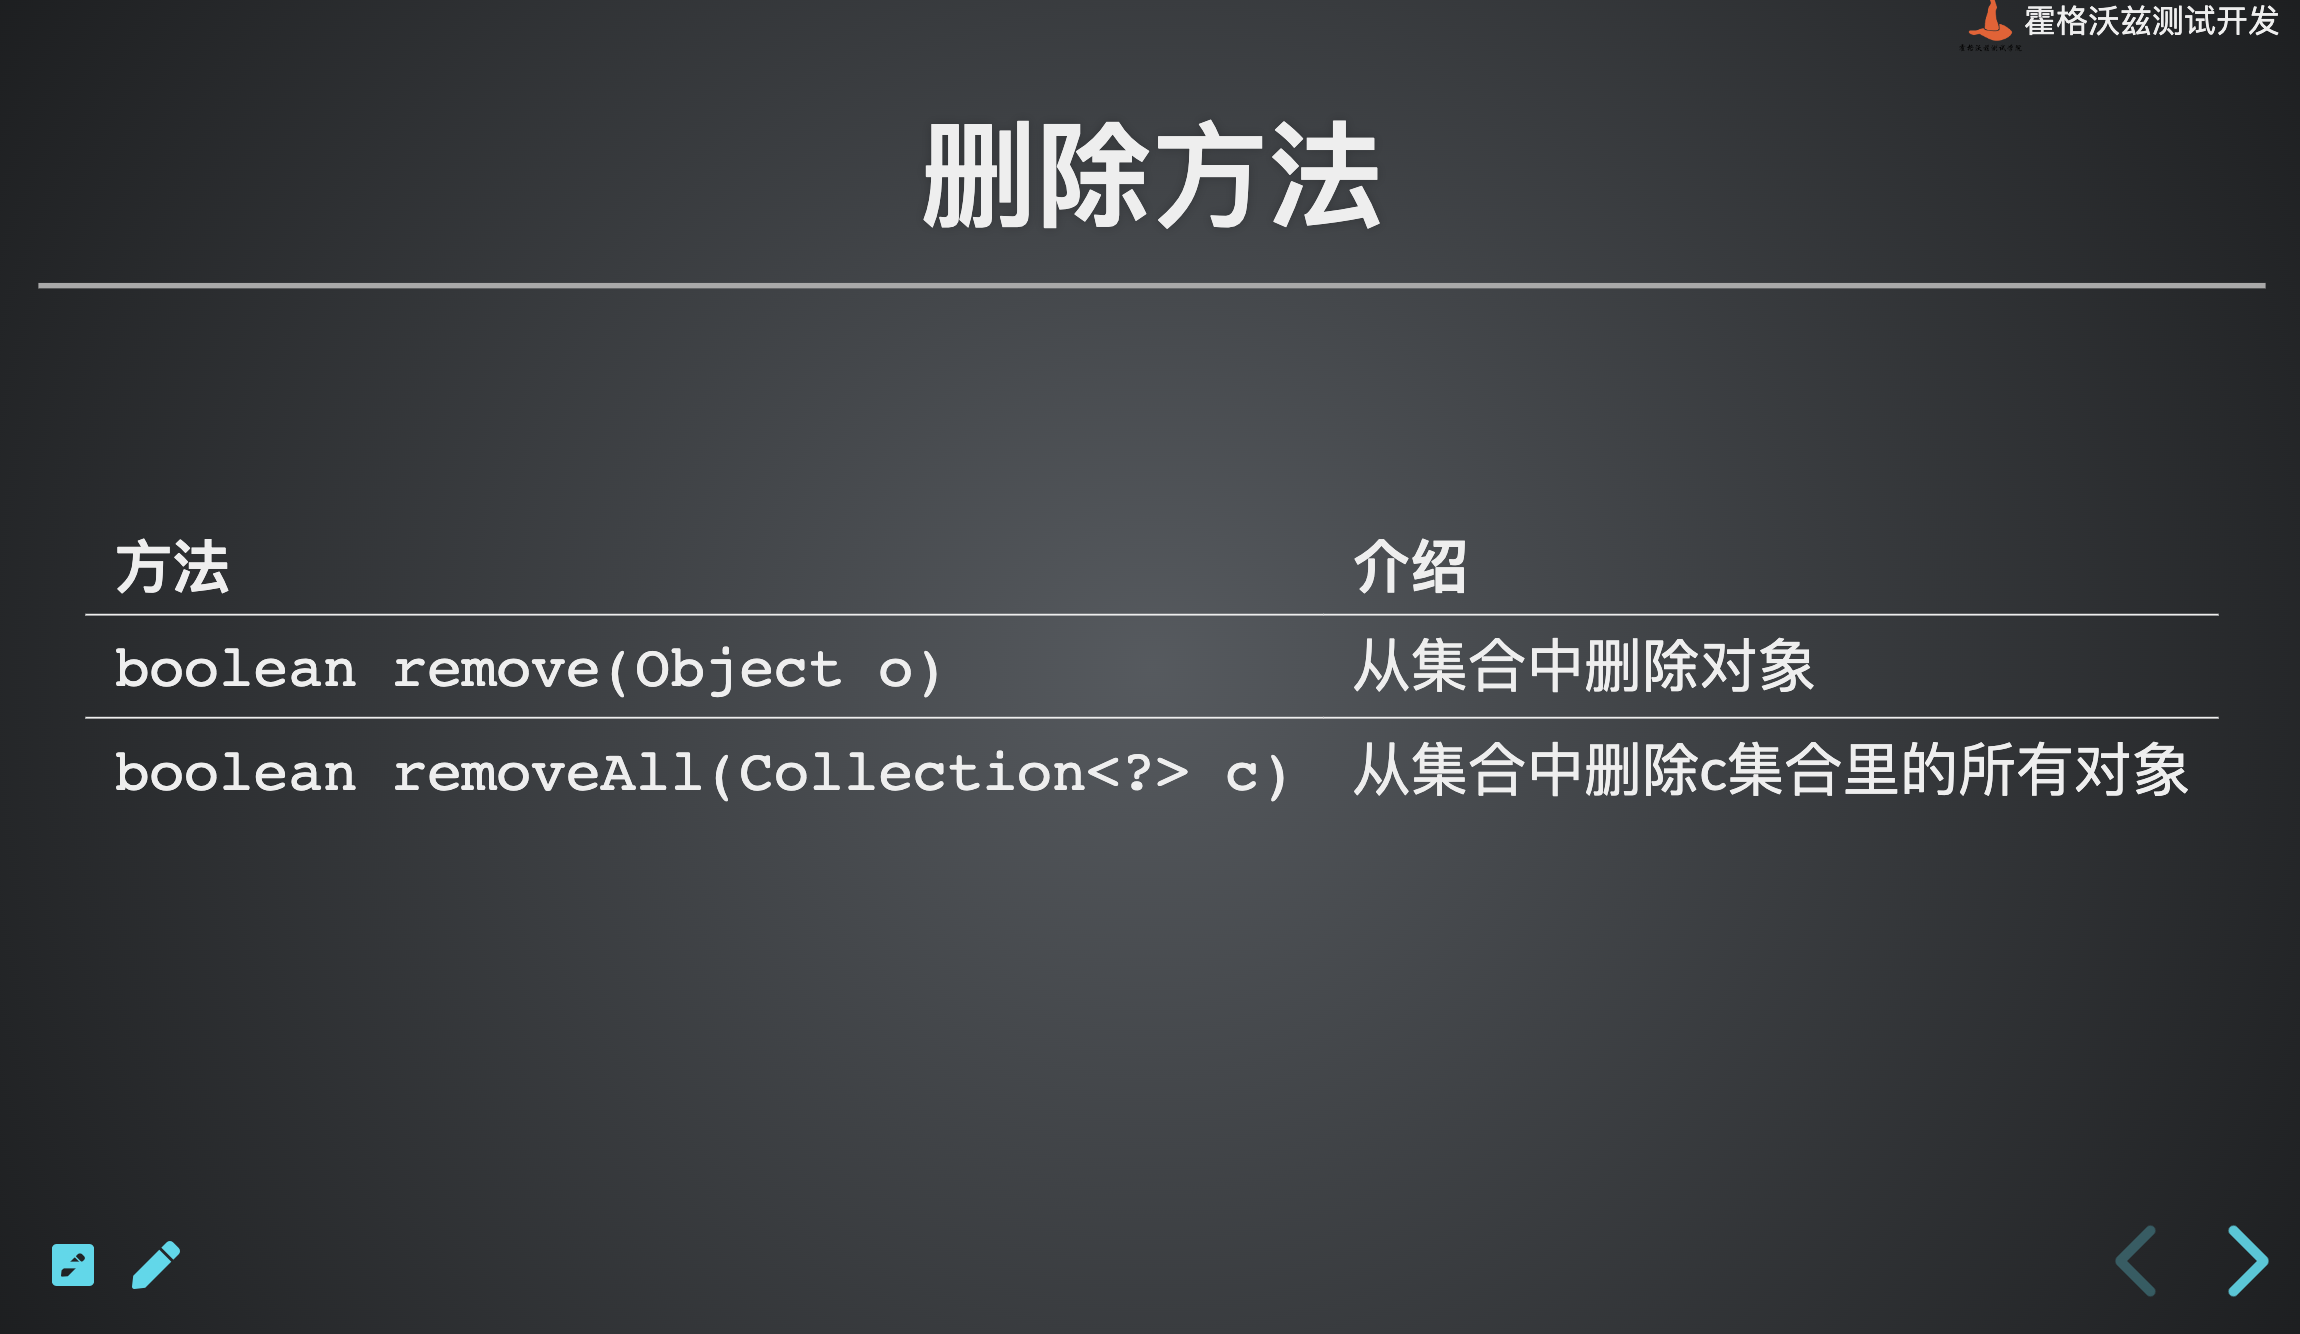 霍格沃兹测试开发
删除方法
方法 介绍
boolean remove(Object o) 从集合中删除对象
boolean removeAll(Collection<?> c) 从集合中删除c集合里的所有对象